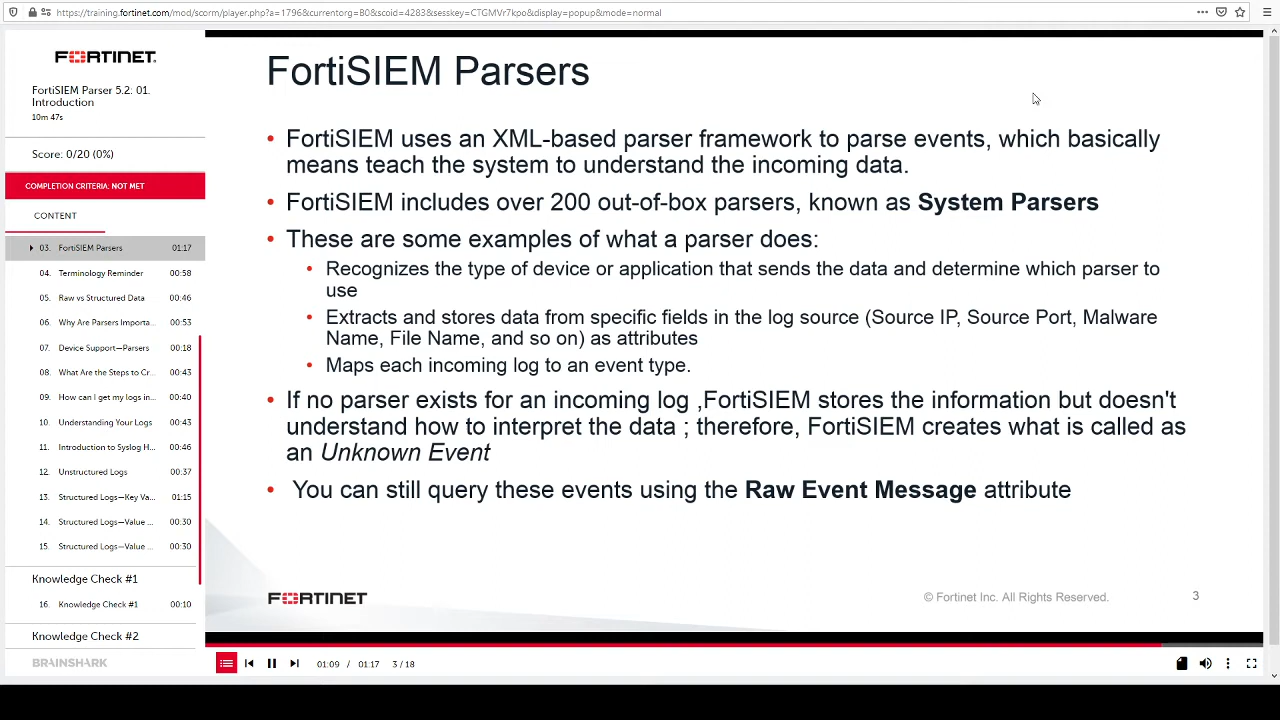 https://training.fortinet.com/mod/scorm/player.php?a=1796&currentorg=B0&scoid=4283&sesskey=CTGMVr7kpo&display=popup&mode=normal
FORTINET
FortiSIEM Parser 5.2: 01.
Introduction
10m 47s
Score: 0/20 (0%)
COMPLETION CRITERIA: NOT MET
CONTENT
03. FortiSIEM Parsers 01:17
04. Terminology Reminder 00:58
05. Raw vs Structured Data 00:46
06. Why Are Parsers Importa... 00:53
07. Device Support—Parsers 00:18
08. What Are the Steps to Cr... 00:43
09. How can I get my logs in... 00:40
10. Understanding Your Logs 00:43
11. Introduction to Syslog H... 00:46
12. Unstructured Logs 00:37
13. Structured Logs—Key Va... 01:15
14. Structured Logs—Value ... 00:30
15. Structured Logs—Value ... 00:30
Knowledge Check #1
16. Knowledge Check #1 00:10
Knowledge Check #2
BRAINSHARK
FortiSIEM Parsers
• FortiSIEM uses an XML-based parser framework to parse events, which basically
means teach the system to understand the incoming data.
• FortiSIEM includes over 200 out-of-box parsers, known as System Parsers
• These are some examples of what a parser does:
• Recognizes the type of device or application that sends the data and determine which parser to
use
• Extracts and stores data from specific fields in the log source (Source IP, Source Port, Malware
Name, File Name, and so on) as attributes
• Maps each incoming log to an event type.
• If no parser exists for an incoming log ,FortiSIEM stores the information but doesn't
understand how to interpret the data ; therefore, FortiSIEM creates what is called as
an Unknown Event
• You can still query these events using the Raw Event Message attribute
FORTINET
© Fortinet Inc. All Rights Reserved.
3
01:09 / 01:17 3 / 18